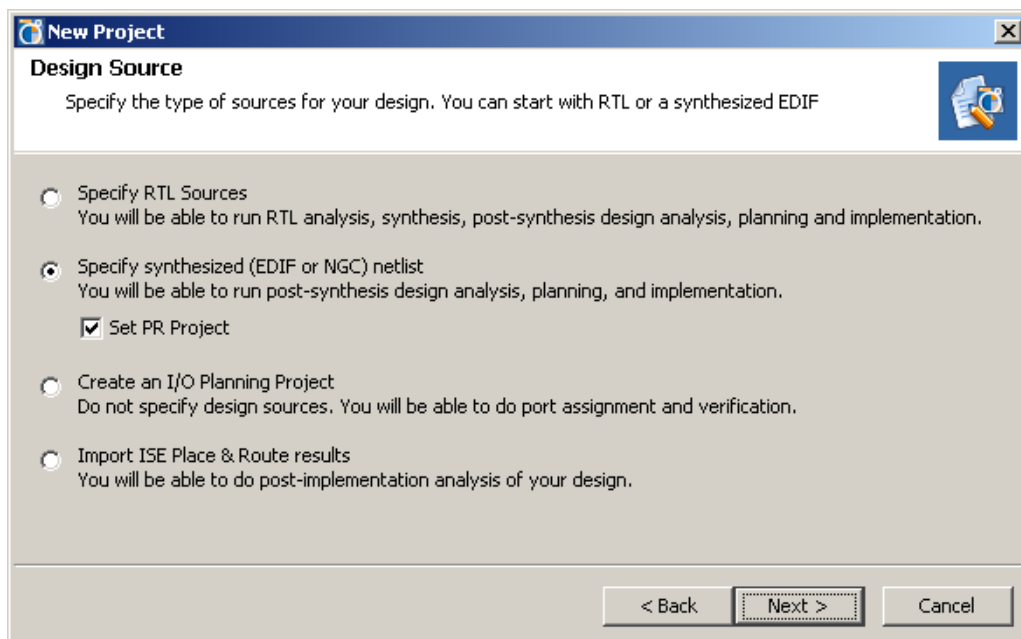 New Project
Design Source
Specify the type of sources for your design. You can start with RTL or a synthesized EDIF
Specify RTL Sources
You will be able to run RTL analysis, synthesis, post-synthesis design analysis, planning and implementation.
Specify synthesized (EDIF or NGC) netlist
You will be able to run post-synthesis design analysis, planning, and implementation.
Set PR Project
Create an I/O Planning Project
Do not specify design sources. You will be able to do port assignment and verification.
Import ISE Place & Route results
You will be able to do post-implementation analysis of your design.
< Back
Next >
Cancel